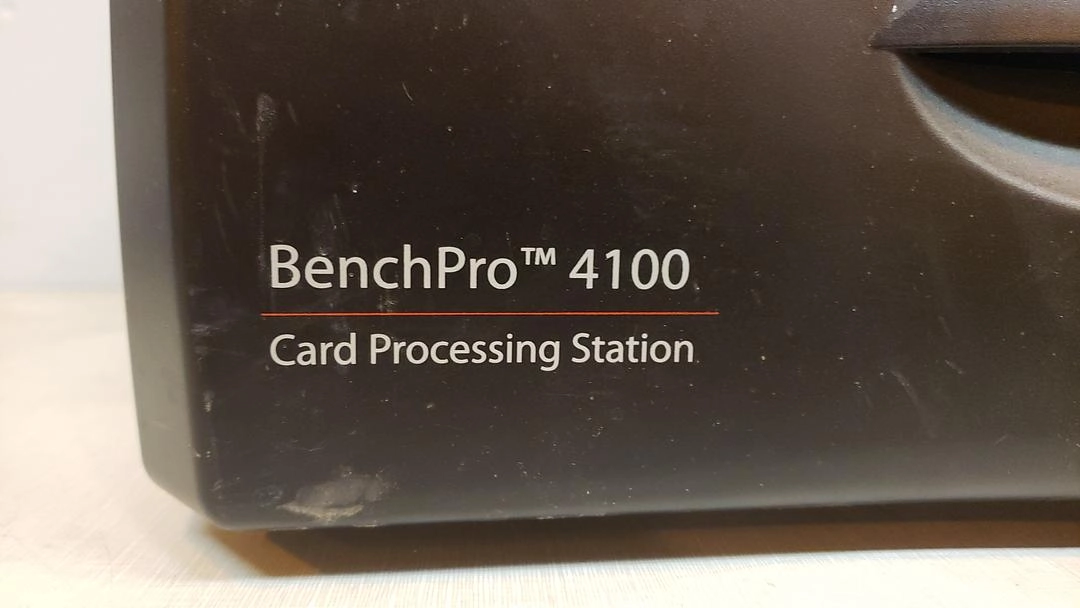 BenchPro™ 4100
Card Processing Station